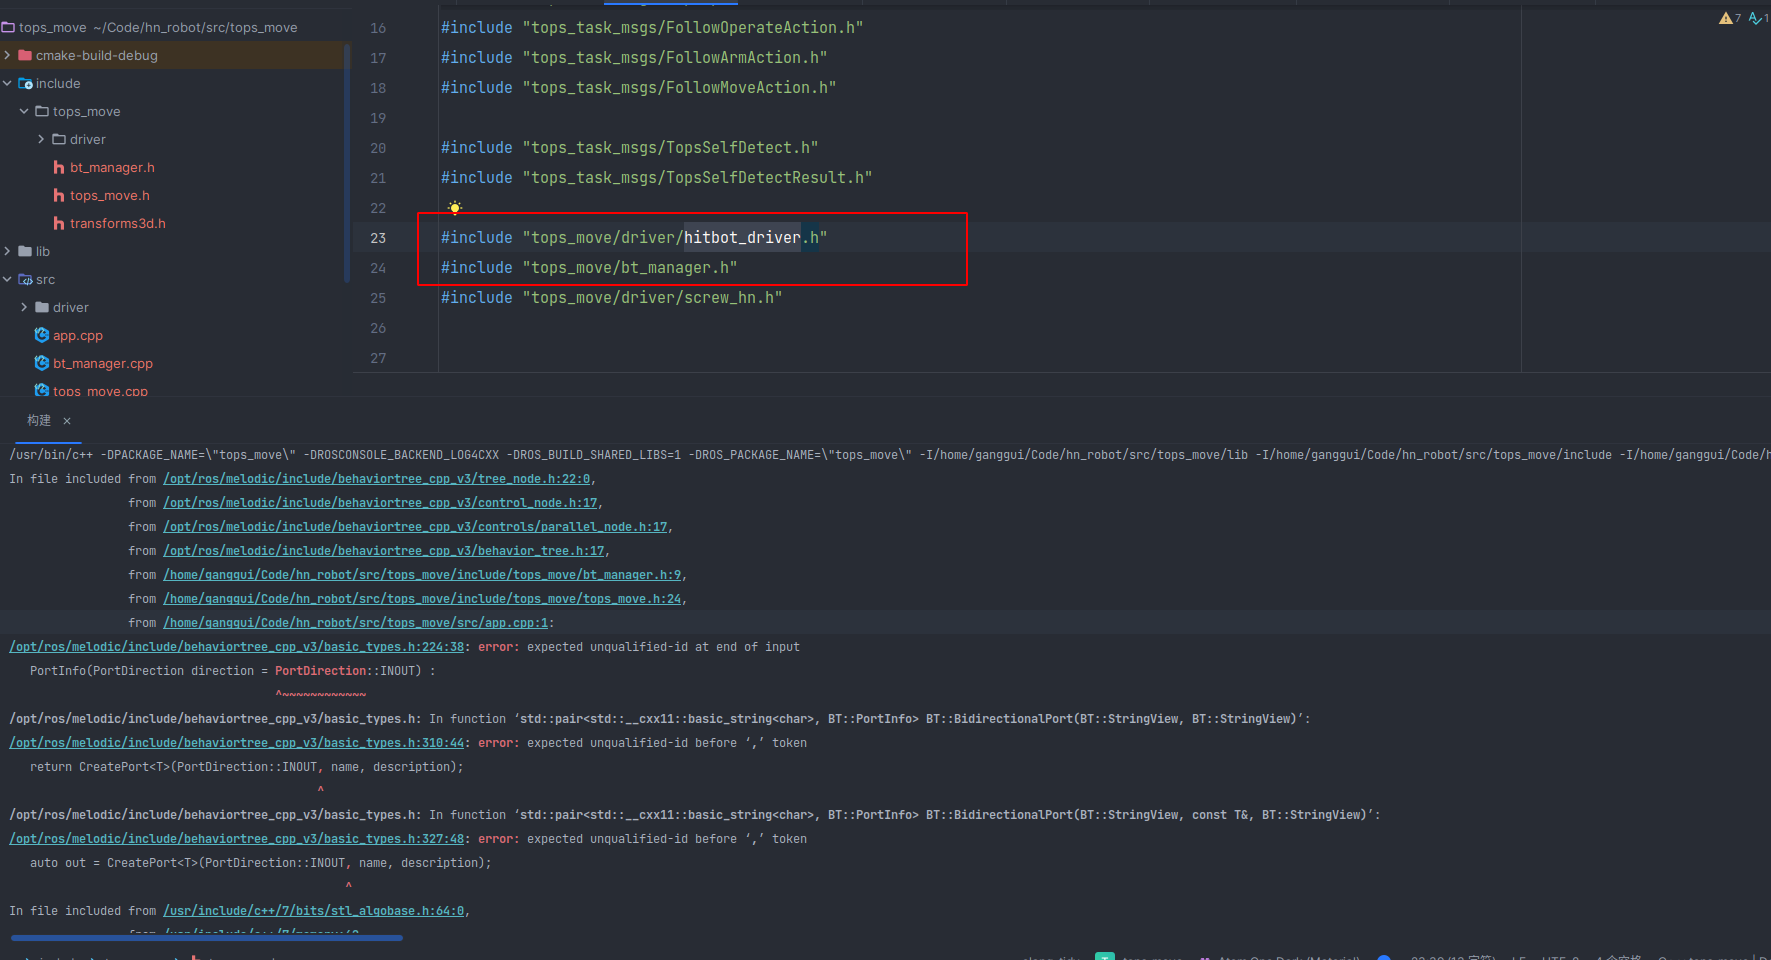 tops_move ~/Code/hn_robot/src/tops_move
cmake-build-debug
include
tops_move
driver
bt_manager.h
tops_move.h
transforms3d.h
lib
src
driver
app.cpp
bt_manager.cpp
tops_move.cpp
16 #include "tops_task_msgs/FollowOperateAction.h"
17 #include "tops_task_msgs/FollowArmAction.h"
18 #include "tops_task_msgs/FollowMoveAction.h"
19
20 #include "tops_task_msgs/TopsSelfDetect.h"
21 #include "tops_task_msgs/TopsSelfDetectResult.h"
22
23 #include "tops_move/driver/hitbot_driver.h"
24 #include "tops_move/bt_manager.h"
25 #include "tops_move/driver/screw_hn.h"
26
27
7 1
构建 ×
/usr/bin/c++ -DPACKAGE_NAME=\"tops_move\" -DROSCONSOLE_BACKEND_LOG4CXX -DROS_BUILD_SHARED_LIBS=1 -DROS_PACKAGE_NAME=\"tops_move\" -I/home/ganggui/Code/hn_robot/src/tops_move/lib -I/home/ganggui/Code/hn_robot/src/tops_move/include -I/home/ganggui/Code/h
In file included from /opt/ros/melodic/include/behaviortree_cpp_v3/tree_node.h:22:0,
from /opt/ros/melodic/include/behaviortree_cpp_v3/control_node.h:17,
from /opt/ros/melodic/include/behaviortree_cpp_v3/controls/parallel_node.h:17,
from /opt/ros/melodic/include/behaviortree_cpp_v3/behavior_tree.h:17,
from /home/ganggui/Code/hn_robot/src/tops_move/include/tops_move/bt_manager.h:9,
from /home/ganggui/Code/hn_robot/src/tops_move/include/tops_move/tops_move.h:24,
from /home/ganggui/Code/hn_robot/src/tops_move/src/app.cpp:1:
/opt/ros/melodic/include/behaviortree_cpp_v3/basic_types.h:224:38: error: expected unqualified-id at end of input
PortInfo(PortDirection direction = PortDirection::INOUT) :
^~~~~~~~~~~~~
/opt/ros/melodic/include/behaviortree_cpp_v3/basic_types.h: In function ‘std::pair<std::__cxx11::basic_string<char>, BT::PortInfo> BT::BidirectionalPort(BT::StringView, BT::StringView)’:
/opt/ros/melodic/include/behaviortree_cpp_v3/basic_types.h:310:44: error: expected unqualified-id before ‘,’ token
return CreatePort<T>(PortDirection::INOUT, name, description);
^
/opt/ros/melodic/include/behaviortree_cpp_v3/basic_types.h: In function ‘std::pair<std::__cxx11::basic_string<char>, BT::PortInfo> BT::BidirectionalPort(BT::StringView, const T&, BT::StringView)’:
/opt/ros/melodic/include/behaviortree_cpp_v3/basic_types.h:327:48: error: expected unqualified-id before ‘,’ token
auto out = CreatePort<T>(PortDirection::INOUT, name, description);
^
In file included from /usr/include/c++/7/bits/stl_algobase.h:64:0,